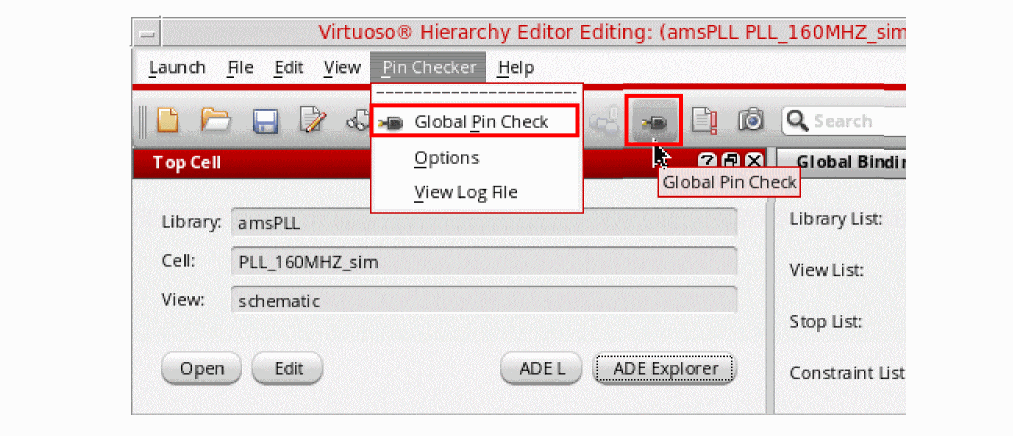 Virtuoso® Hierarchy Editor Editing: (amsPLL PLL_160MHZ_sim
Launch File Edit View Pin Checker Help
Global Pin Check
Search
Options
View Log File
Top Cell
Global Pin Check
Global Bindin
Library: amsPLL
Cell: PLL_160MHZ_sim
View: schematic
Open Edit ADE L ADE Explorer
Library List:
View List:
Stop List:
Constraint List